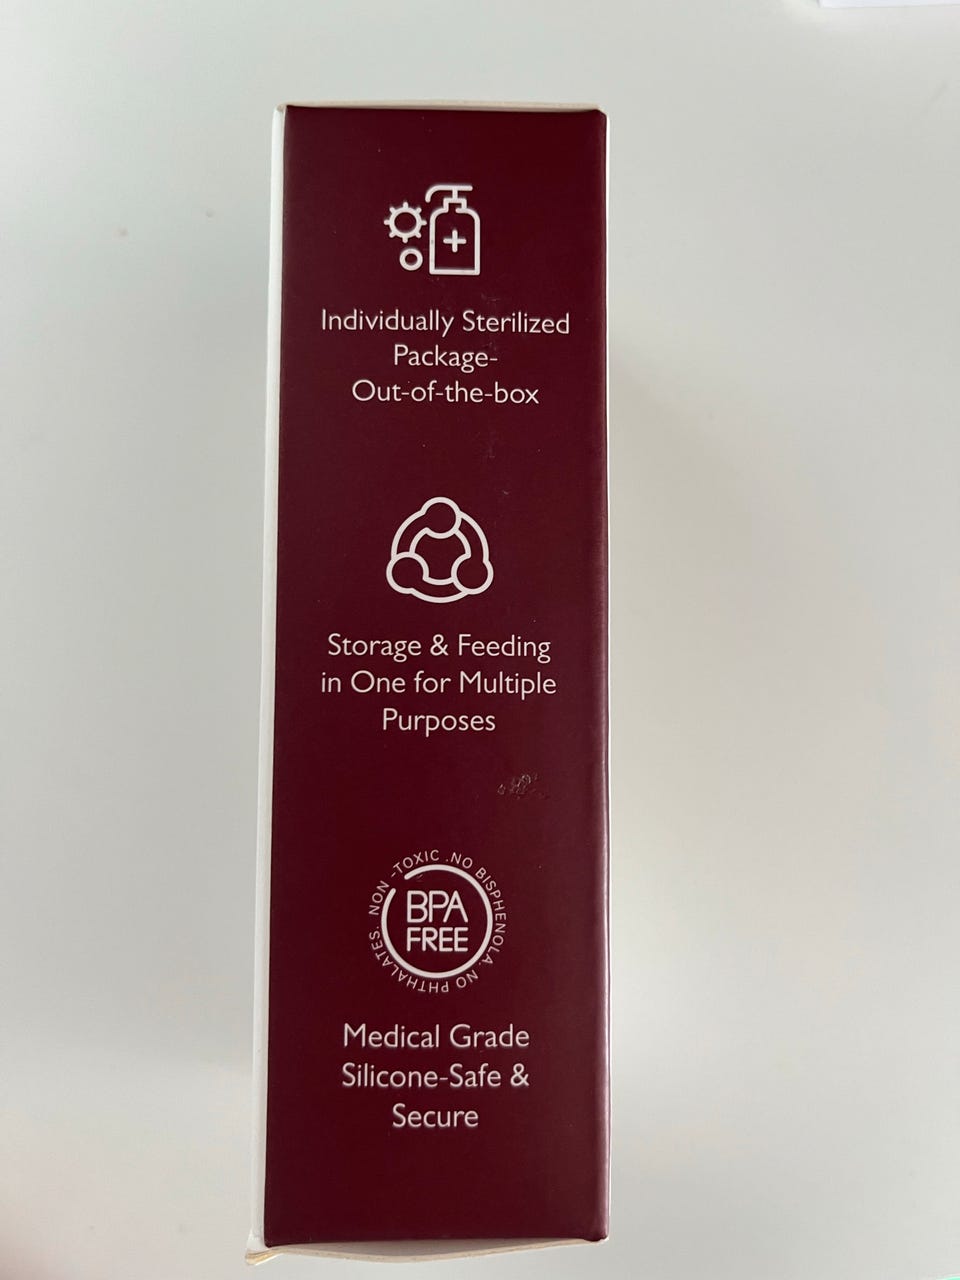 Individually Sterilized
Package-
Out-of-the-box
Storage & Feeding
in One for Multiple
Purposes
NON -TOXIC .NO BISPHENOLA. NO PHTHALATES.
BPA
FREE
Medical Grade
Silicone-Safe &
Secure